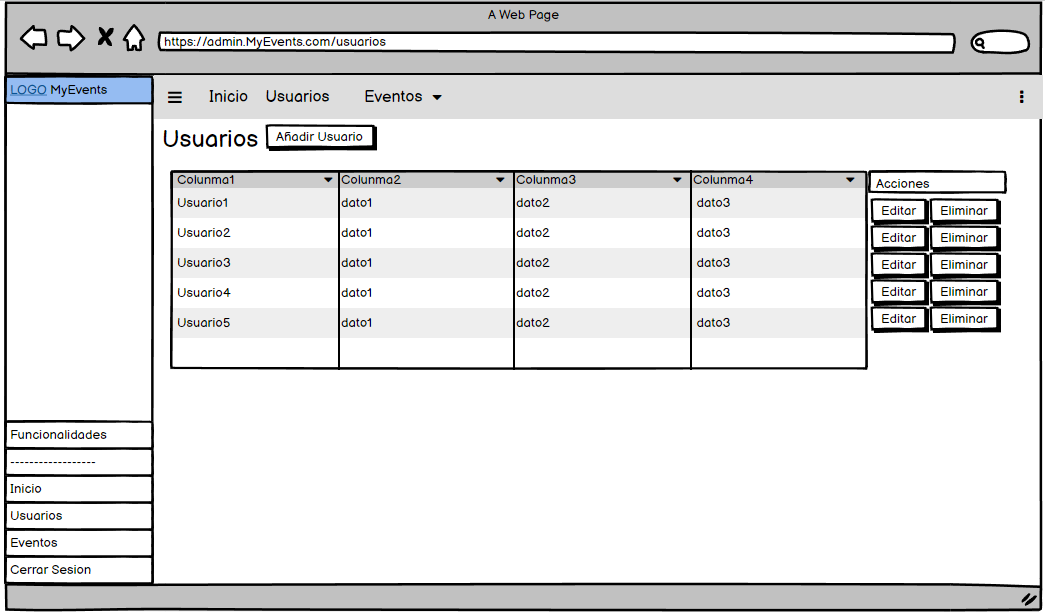 A Web Page
https://admin.MyEvents.com/usuarios
LOGO MyEvents
Inicio Usuarios Eventos
Usuarios Añadir Usuario
Colunma1 Colunma2 Colunma3 Colunma4 Acciones
Usuario1 dato1 dato2 dato3 Editar Eliminar
Usuario2 dato1 dato2 dato3 Editar Eliminar
Usuario3 dato1 dato2 dato3 Editar Eliminar
Usuario4 dato1 dato2 dato3 Editar Eliminar
Usuario5 dato1 dato2 dato3 Editar Eliminar
Funcionalidades
------------------
Inicio
Usuarios
Eventos
Cerrar Sesion